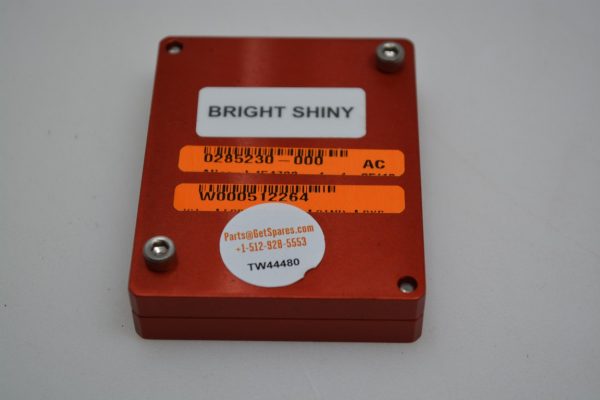 BRIGHT SHINY
0285230-000 AC
W000512264
Parts@GetSpares.com
+1-512-928-5553
TW44480